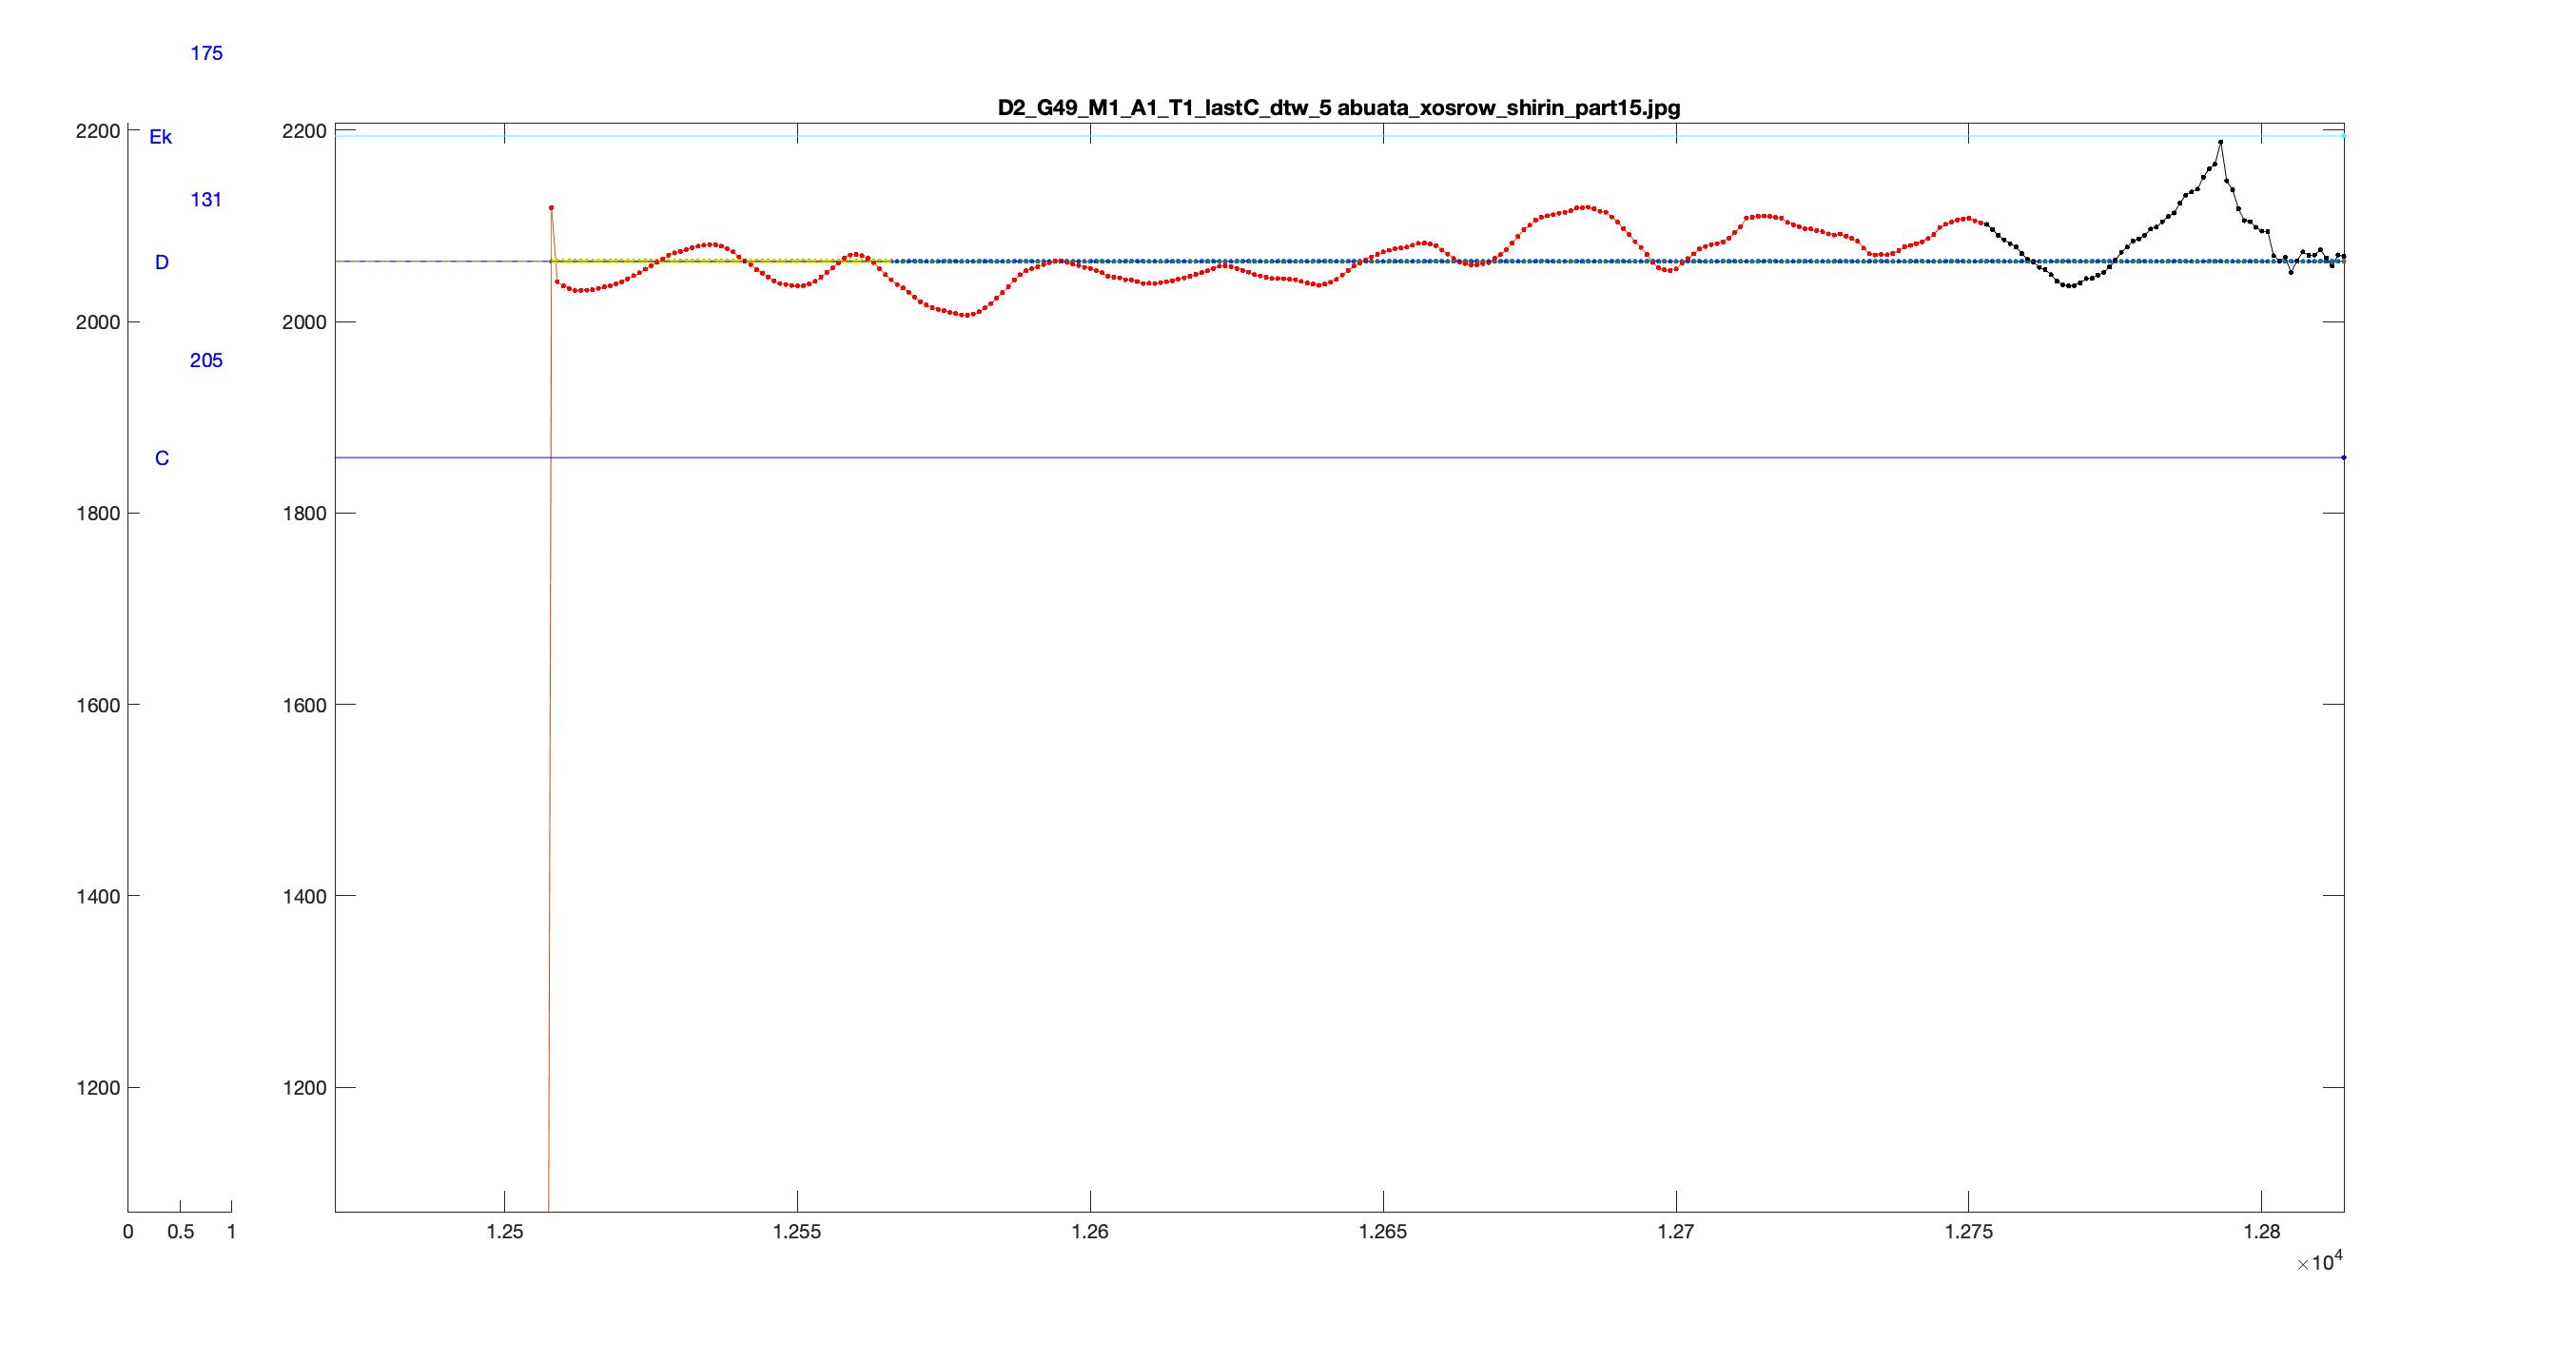 175
D2_G49_M1_A1_T1_lastC_dtw_5 abuata_xosrow_shirin_part15.jpg
2200 Ek 2200
131
D
2000 2000
205
C
1800 1800
1600 1600
1400 1400
1200 1200
0 0.5 1 1.25 1.255 1.26 1.265 1.27 1.275 1.28
×10⁴